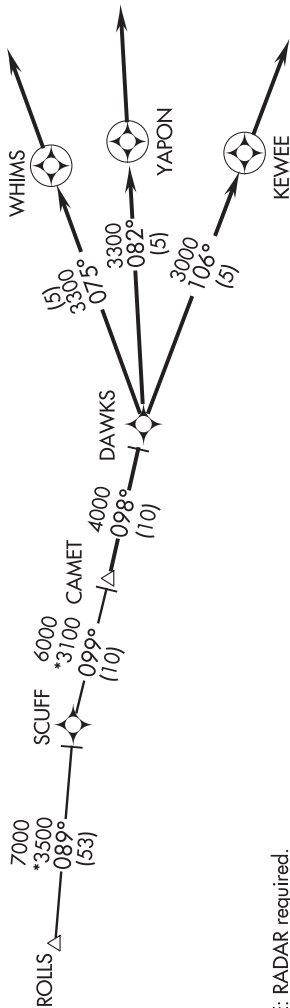 ROLLS
7000
*3500
089°
(53)
SCUFF
6000
*3100
099°
(10)
CAMET
4000
098°
(10)
DAWKS
(5)
3300
075°
WHIMS
3300
082°
(5)
YAPON
3000
106°
(5)
KEWEE
: RADAR required.